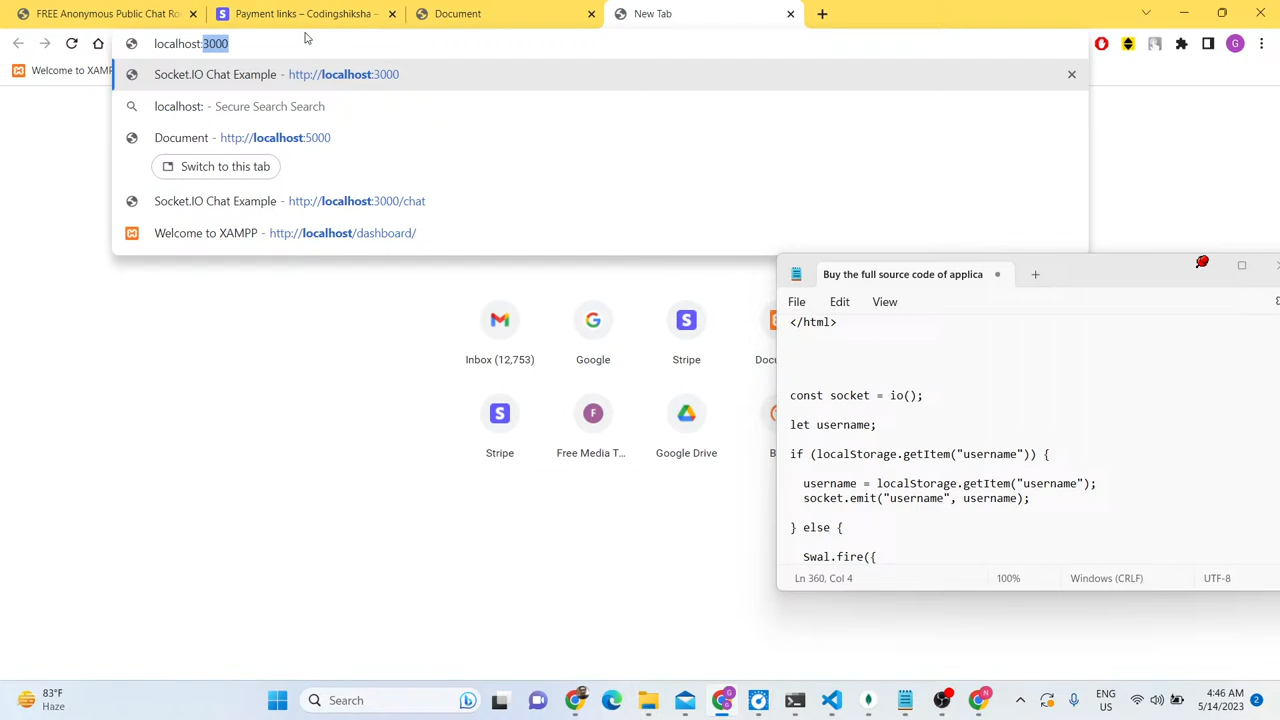 FREE Anonymous Public Chat Ro
Payment links – Codingshiksha –
Document
New Tab
localhost:3000
G
Welcome to XAMPP
Socket.IO Chat Example - http://localhost:3000
localhost: - Secure Search Search
Document - http://localhost:5000
Switch to this tab
Socket.IO Chat Example - http://localhost:3000/chat
Welcome to XAMPP - http://localhost/dashboard/
Buy the full source code of applica
File Edit View
</html>
const socket = io();
let username;
if (localStorage.getItem("username")) {
username = localStorage.getItem("username");
socket.emit("username", username);
} else {
Swal.fire({
Ln 360, Col 4
100%
Windows (CRLF)
UTF-8
Inbox (12,753)
Google
Stripe
Docu
Stripe
Free Media T...
Google Drive
B
83°F
Haze
Search
ENG
US
4:46 AM
5/14/2023
2